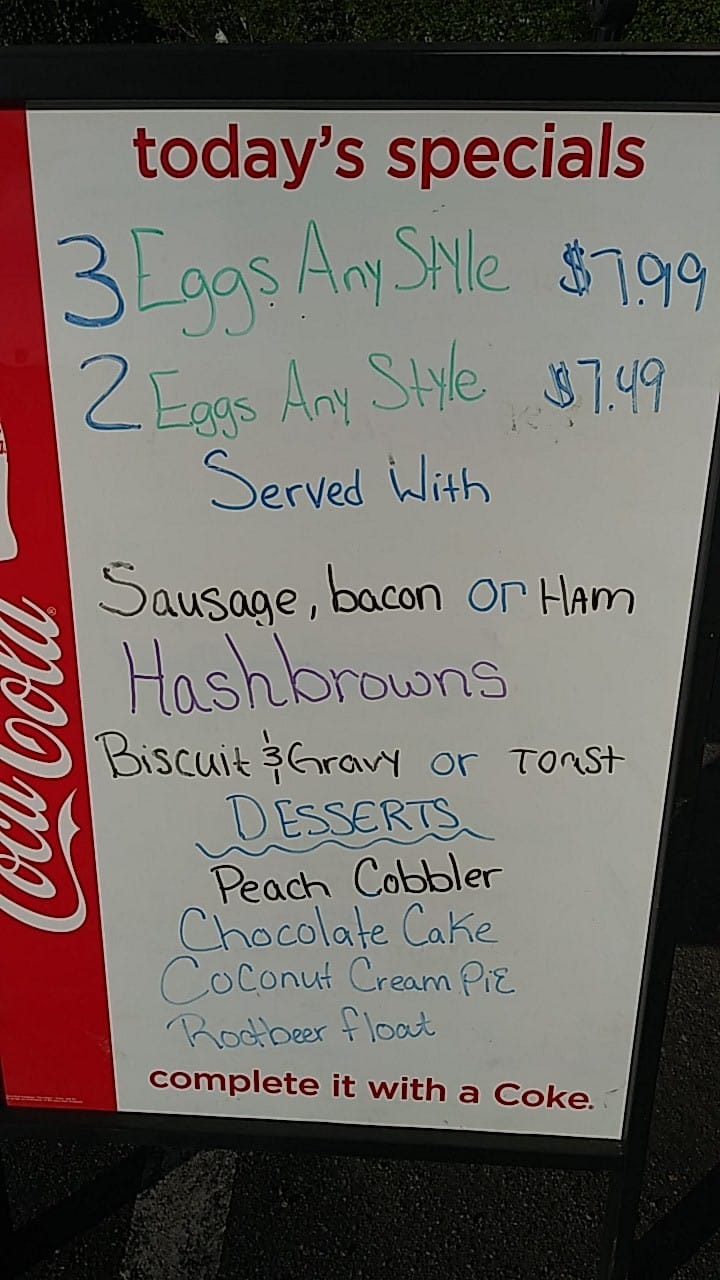 today's specials
3 Eggs Any Style $7.99
2 Eggs Any Style $7.49
Served With
Sausage, bacon or HAm
Hashbrowns
Biscuit & Gravy or Toast
DESSERTS
Peach Cobbler
Chocolate Cake
Coconut Cream PiE
Rootbeer float
complete it with a Coke.
Coca-Cola